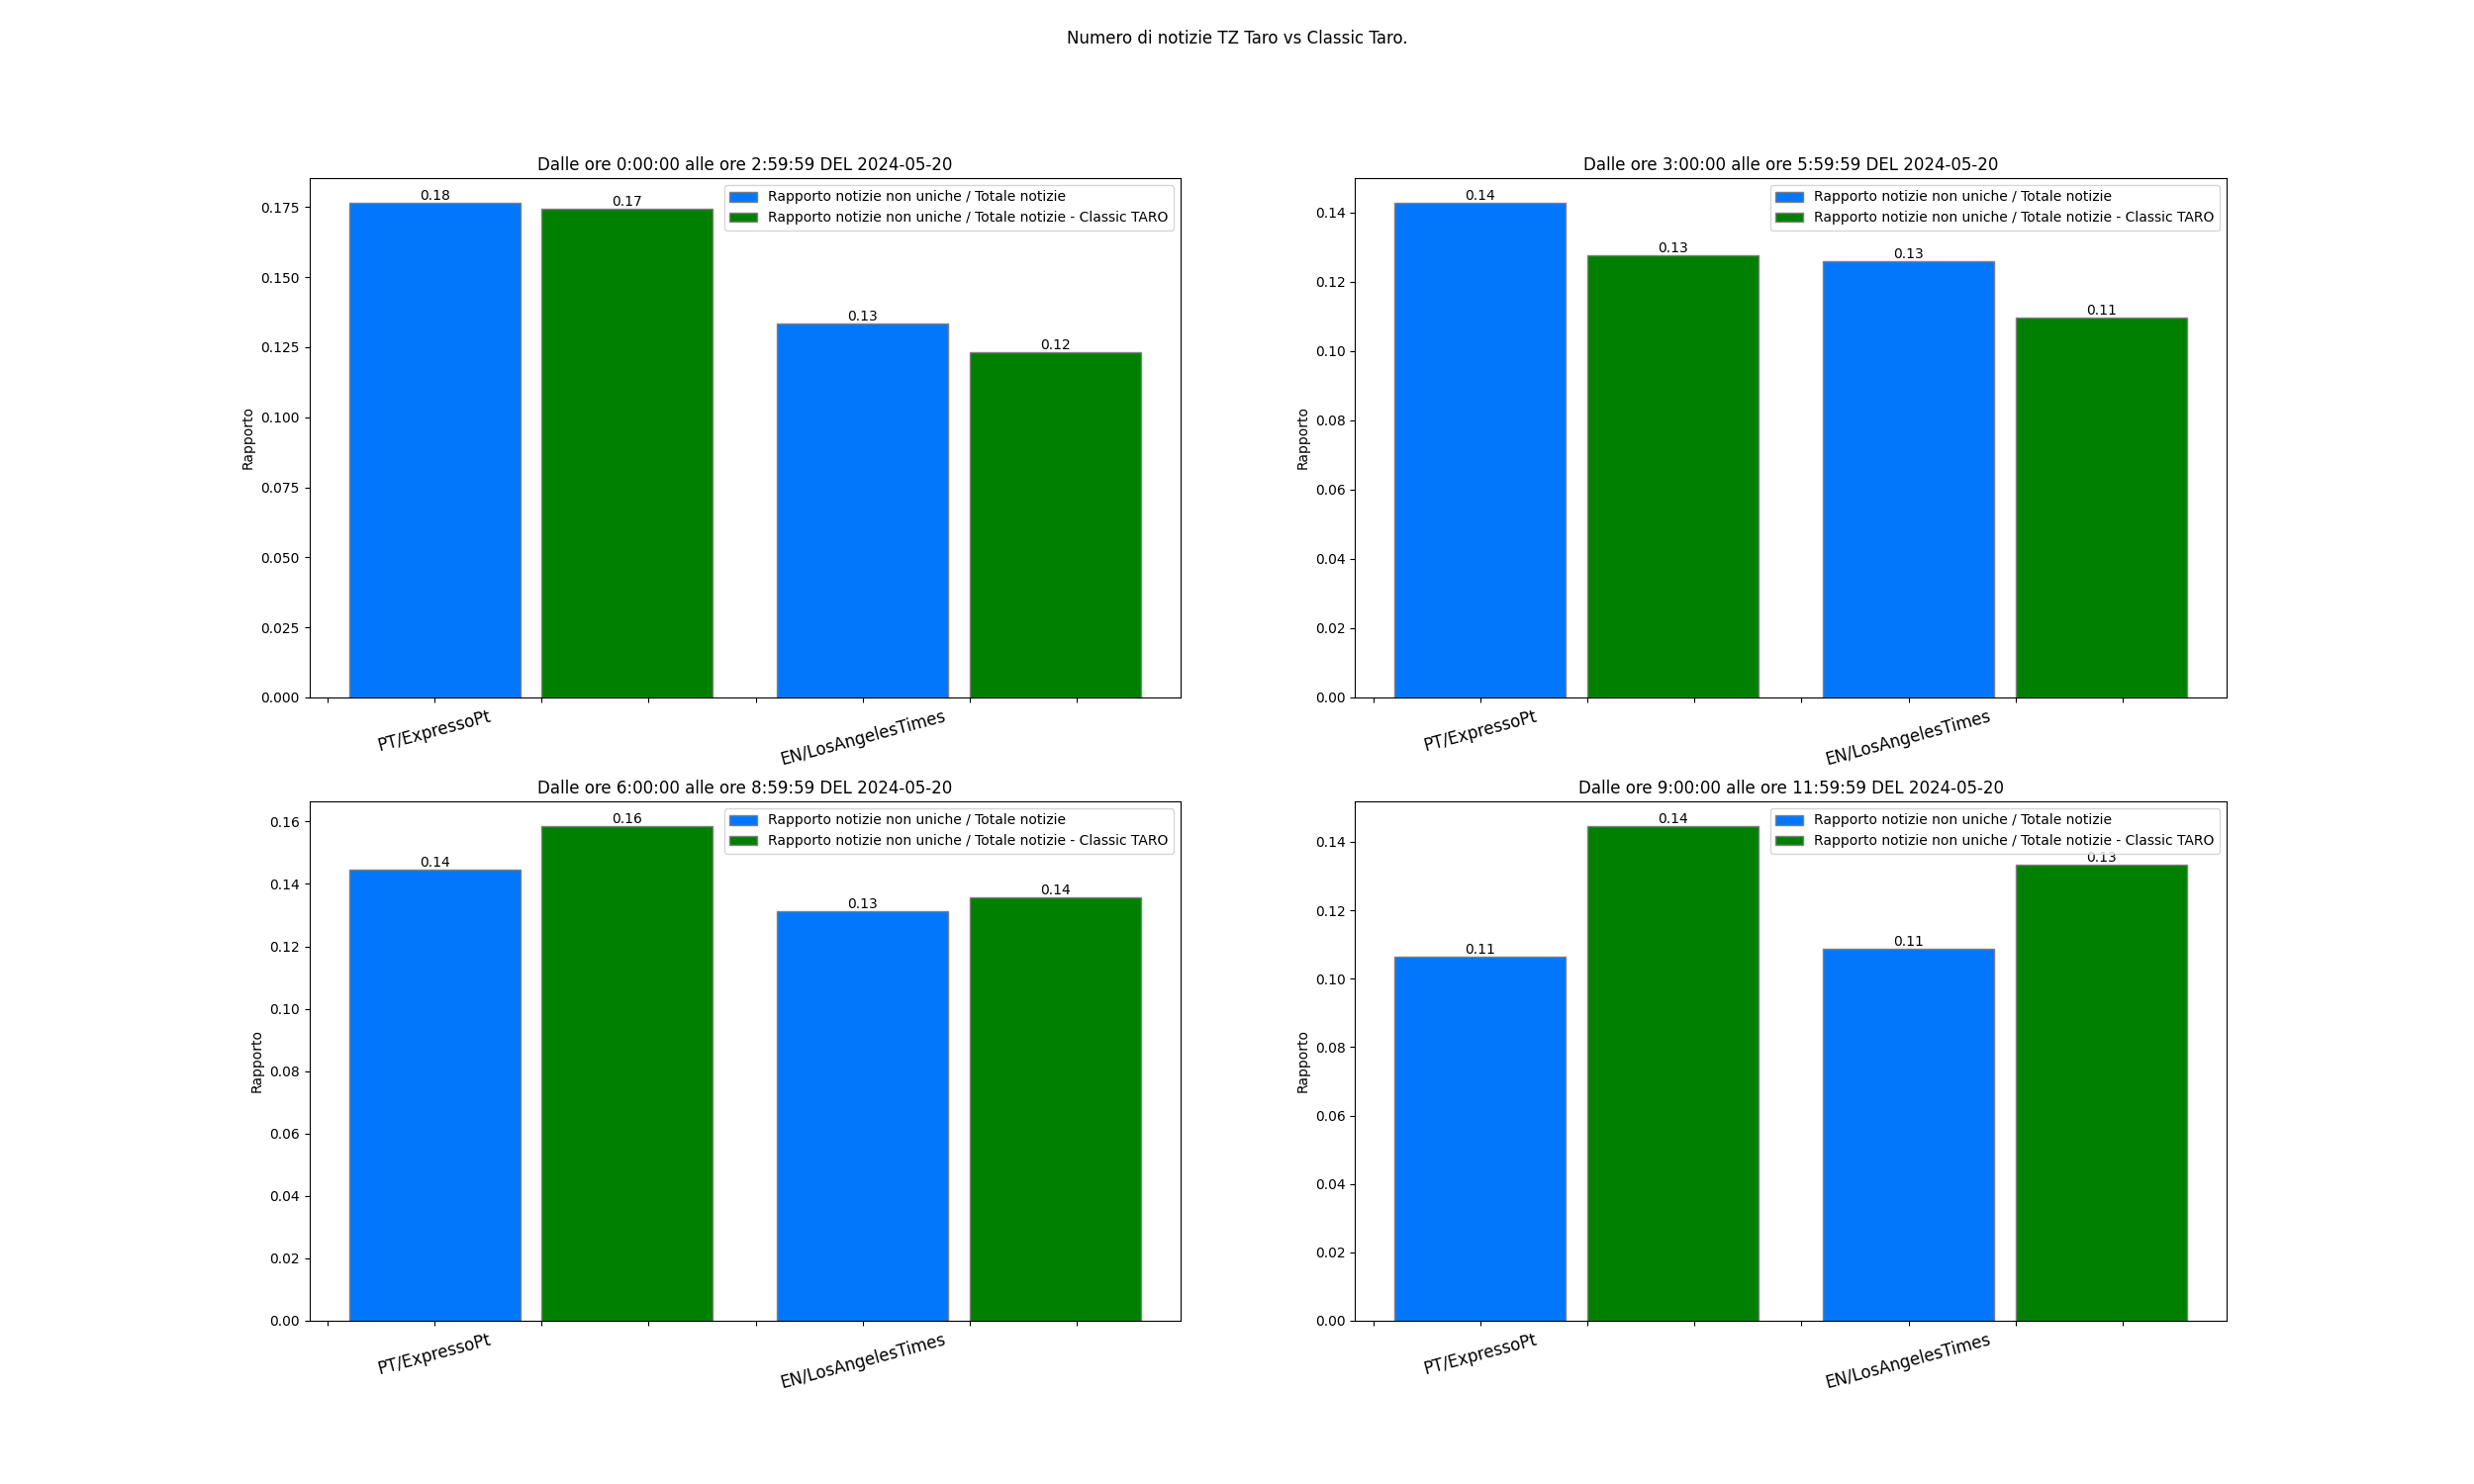 Numero di notizie TZ Taro vs Classic Taro.
Dalle ore 0:00:00 alle ore 2:59:59 DEL 2024-05-20
Rapporto notizie non uniche / Totale notizie
Rapporto notizie non uniche / Totale notizie - Classic TARO
0.18
0.17
0.13
0.12
0.175
0.150
0.125
0.100
0.075
0.050
0.025
0.000
Rapporto
PT/ExpressoPt
EN/LosAngelesTimes
Dalle ore 3:00:00 alle ore 5:59:59 DEL 2024-05-20
Rapporto notizie non uniche / Totale notizie
Rapporto notizie non uniche / Totale notizie - Classic TARO
0.14
0.13
0.13
0.11
0.14
0.12
0.10
0.08
0.06
0.04
0.02
0.00
Rapporto
PT/ExpressoPt
EN/LosAngelesTimes
Dalle ore 6:00:00 alle ore 8:59:59 DEL 2024-05-20
Rapporto notizie non uniche / Totale notizie
Rapporto notizie non uniche / Totale notizie - Classic TARO
0.14
0.16
0.13
0.14
0.16
0.14
0.12
0.10
0.08
0.06
0.04
0.02
0.00
Rapporto
PT/ExpressoPt
EN/LosAngelesTimes
Dalle ore 9:00:00 alle ore 11:59:59 DEL 2024-05-20
Rapporto notizie non uniche / Totale notizie
Rapporto notizie non uniche / Totale notizie - Classic TARO
0.11
0.14
0.11
0.13
0.14
0.12
0.10
0.08
0.06
0.04
0.02
0.00
Rapporto
PT/ExpressoPt
EN/LosAngelesTimes